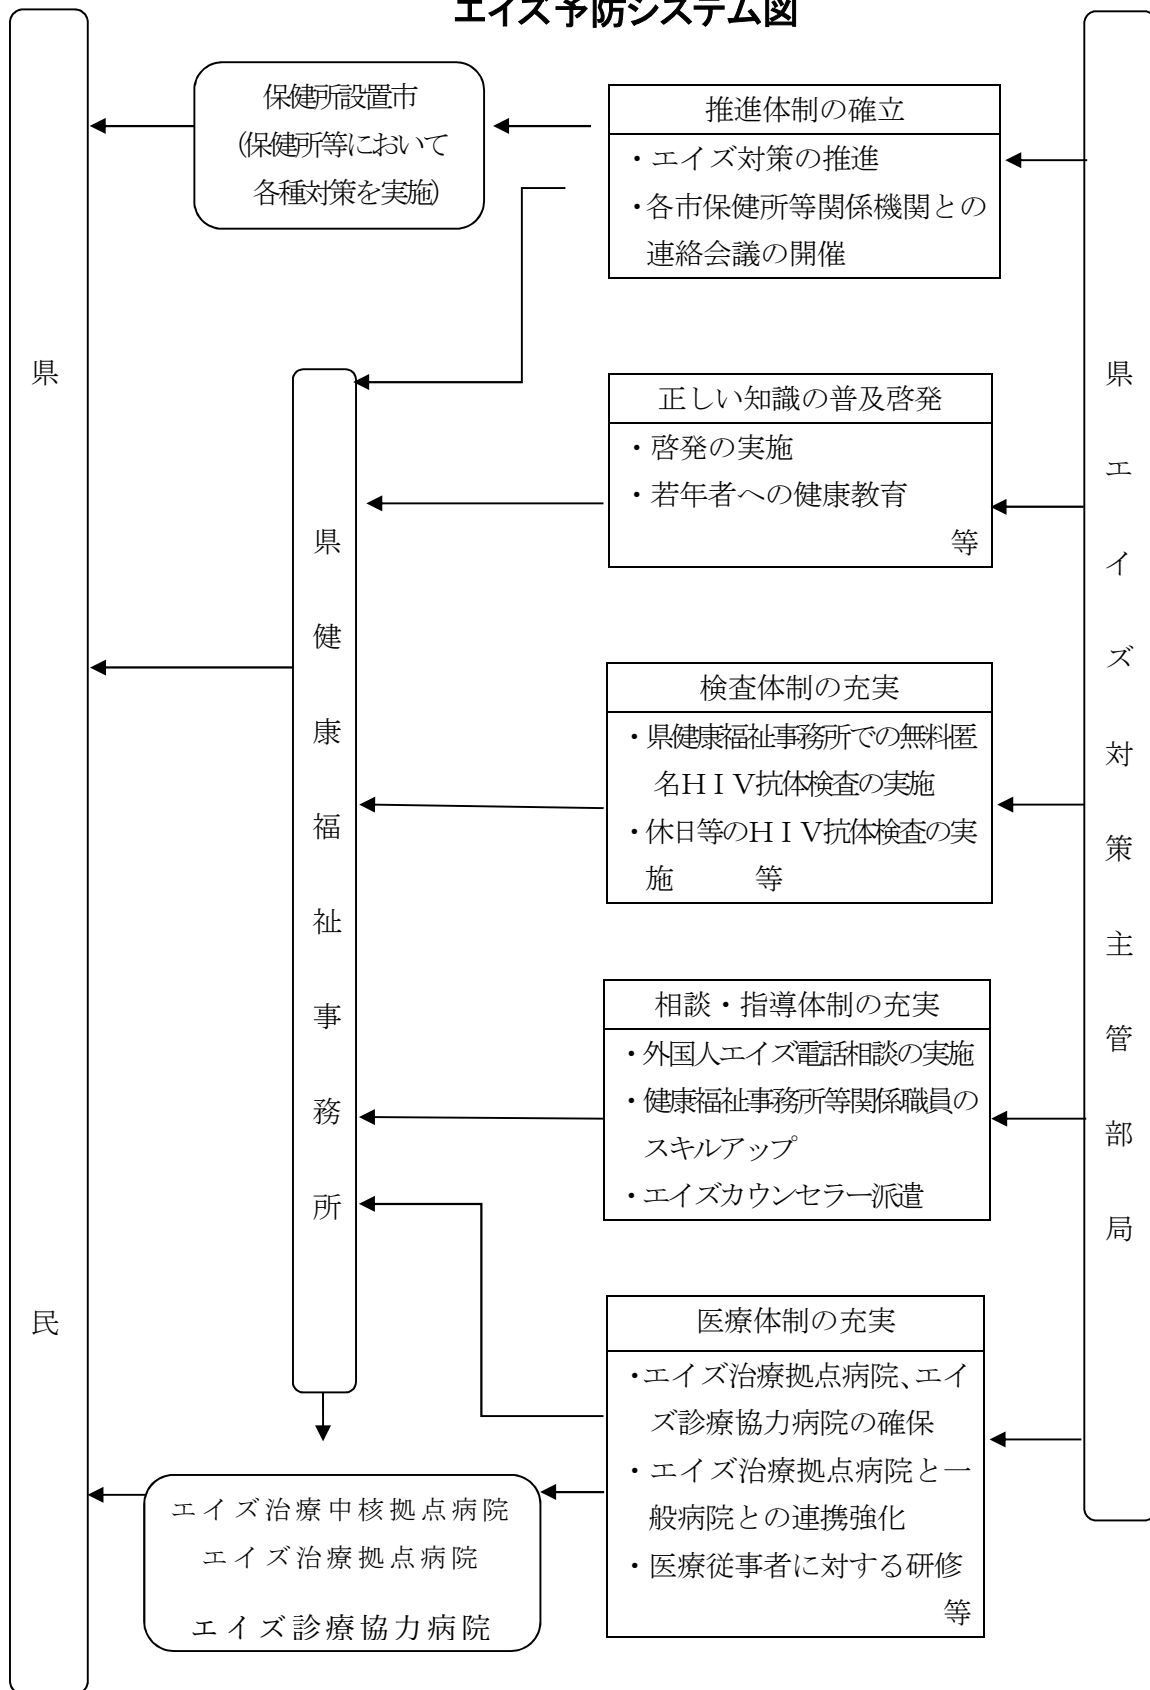 エイズ予防システム図
保健所設置市
(保健所等において
各種対策を実施)
推進体制の確立
・エイズ対策の推進
・各市保健所等関係機関との
連絡会議の開催
正しい知識の普及啓発
・啓発の実施
・若年者への健康教育
等
検査体制の充実
・県健康福祉事務所での無料匿
名ＨＩＶ抗体検査の実施
・休日等のＨＩＶ抗体検査の実
施　　　等
相談・指導体制の充実
・外国人エイズ電話相談の実施
・健康福祉事務所等関係職員の
スキルアップ
・エイズカウンセラー派遣
医療体制の充実
・エイズ治療拠点病院、エイ
ズ診療協力病院の確保
・エイズ治療拠点病院と一
般病院との連携強化
・医療従事者に対する研修
等
エイズ治療中核拠点病院
エイズ治療拠点病院
エイズ診療協力病院
県民
県健康福祉事務所
県エイズ対策主管部局